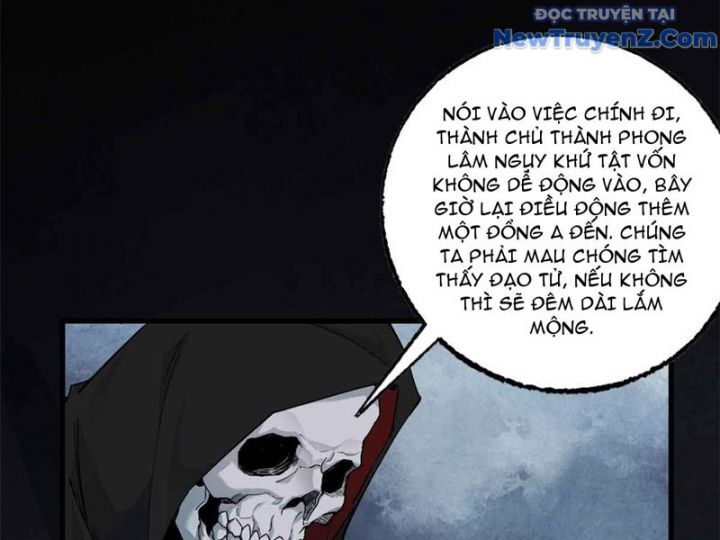 ĐỌC TRUYỆN TẠI
NewTruyenZ.com
NÓI VÀO VIỆC CHÍNH ĐI,
THÀNH CHỦ THÀNH PHONG
LÂM NGỤY KHỨ TẬT VỐN
KHÔNG DỄ ĐỘNG VÀO, BÂY
GIỜ LẠI ĐIỀU ĐỘNG THÊM
MỘT ĐỔNG A ĐẾN. CHÚNG
TA PHẢI MAU CHÓNG TÌM
THẤY ĐẠO TỬ, NẾU KHÔNG
THÌ SẼ ĐÊM DÀI LẮM
MỘNG.